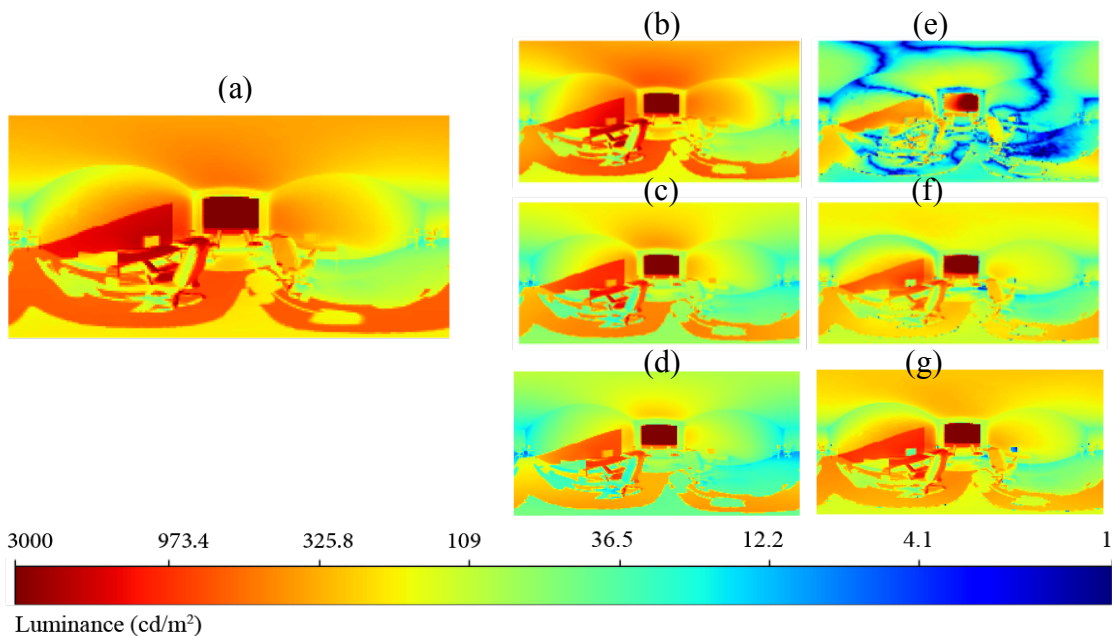 (a)
(b)
(e)
(c)
(f)
(d)
(g)
3000 973.4 325.8 109 36.5 12.2 4.1 1
Luminance (cd/m²)